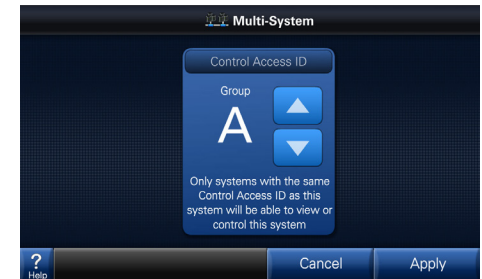 Multi-System
Control Access ID
Group
A
Only systems with the same
Control Access ID as this
system will be able to view or
control this system
?
Help
Cancel
Apply